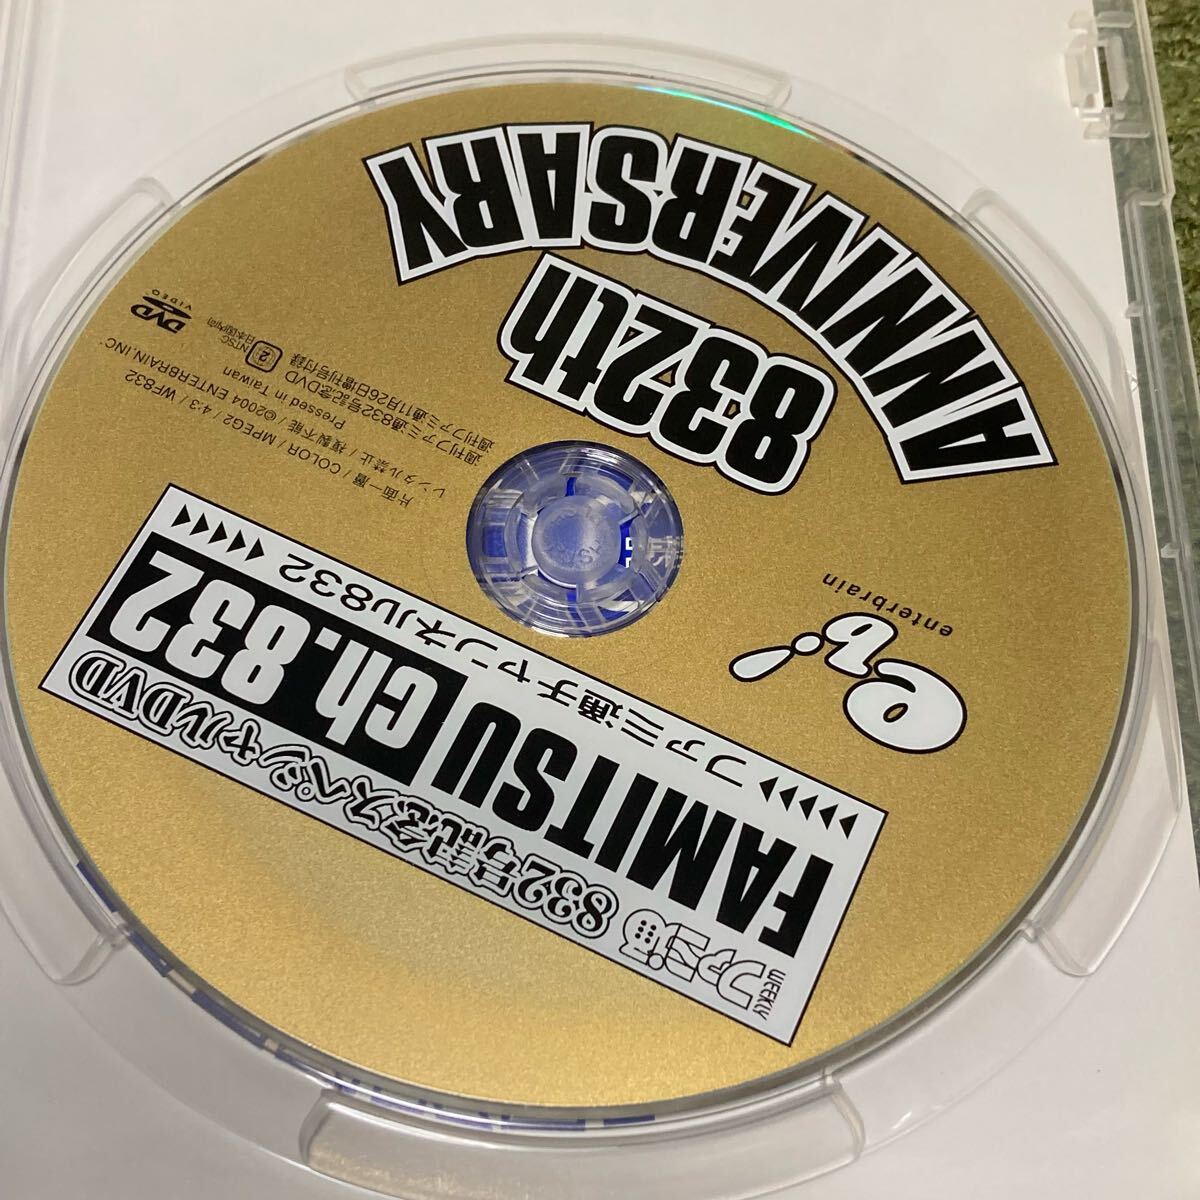 WEEKLY ファミ通 832号記念スペシャルDVD
FAMITSU ch.832
ファミ通チャンネル832
eb!
enterbrain
片面一層 / COLOR / MPEG2 / 4:3 / WF832
レンタル禁止 / 複製不能 / ©2004 ENTERBRAIN,INC.
Pressed in Taiwan
週刊ファミ通832号記念DVD
週刊ファミ通11月26日増刊号付録
2
NTSC
日本国内向
DVD
VIDEO
832th
ANNIVERSARY